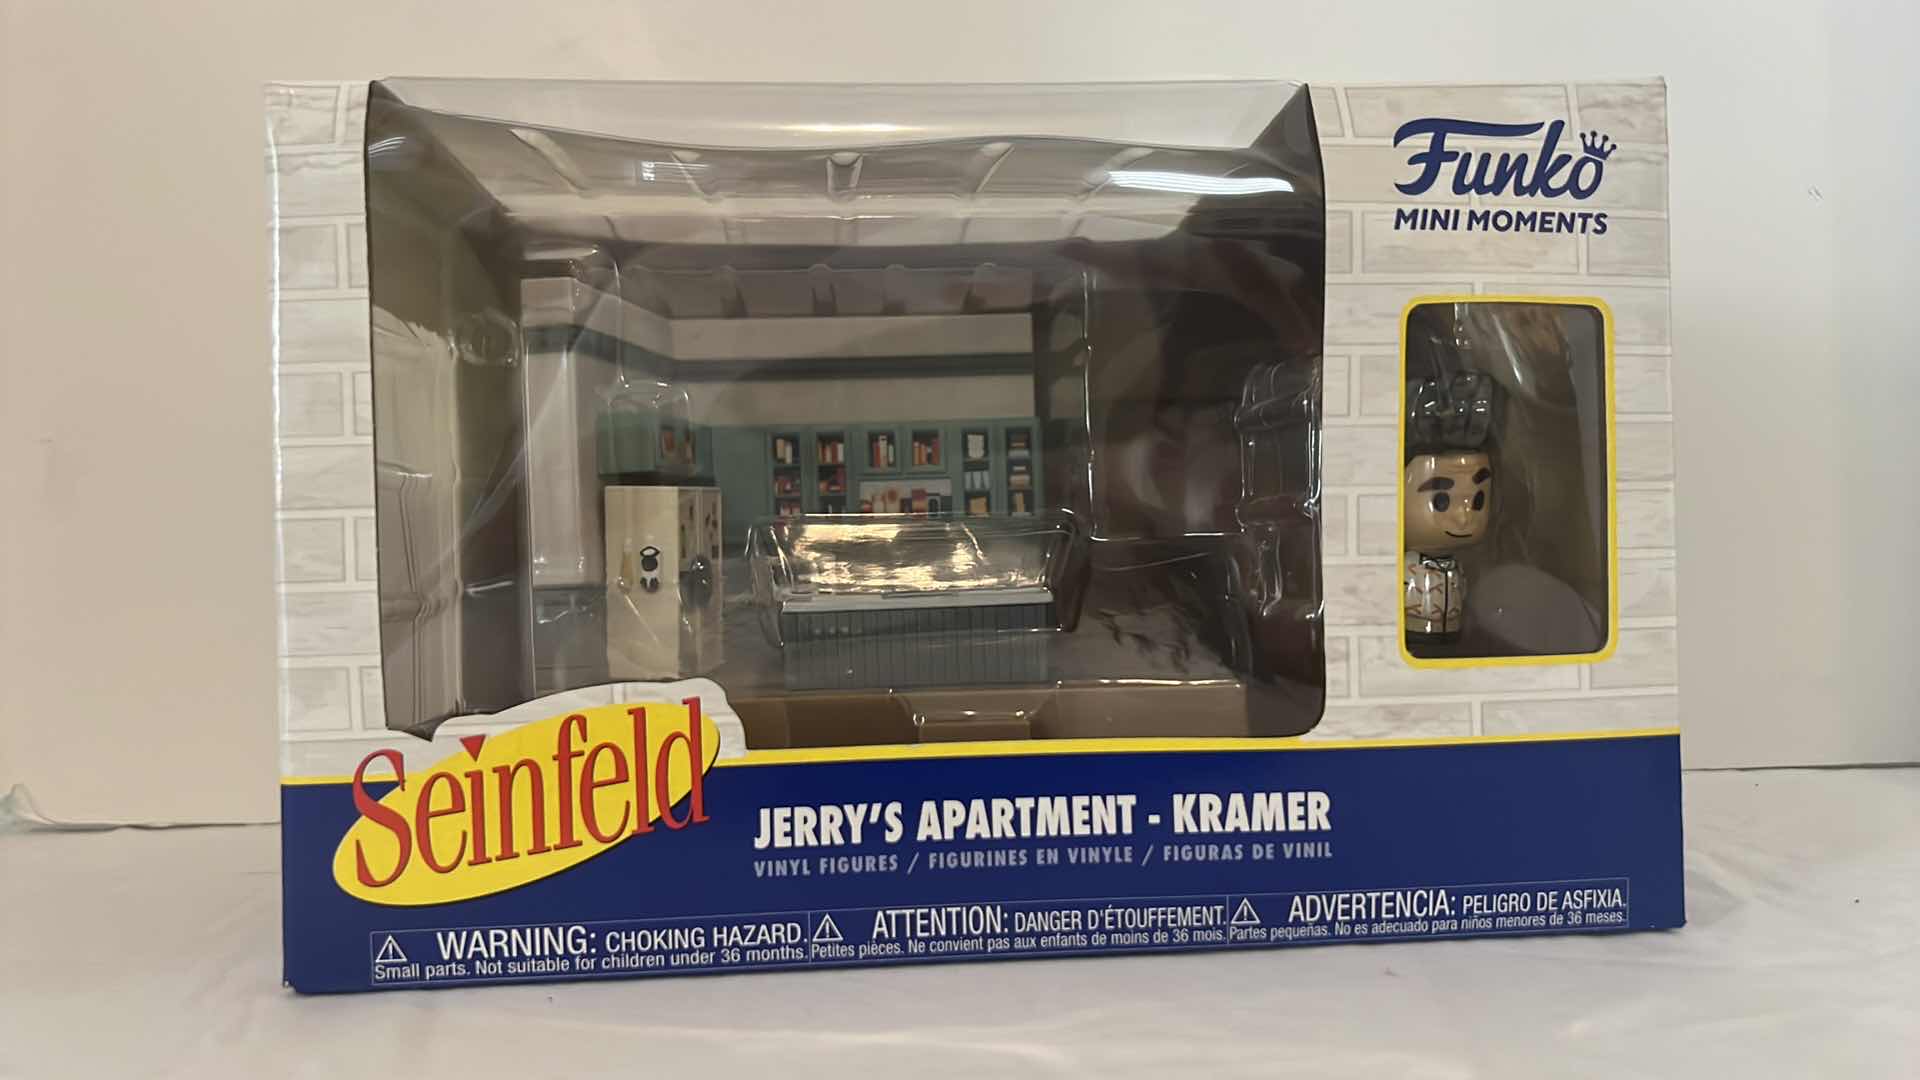 Funko
MINI MOMENTS
Seinfeld
JERRY'S APARTMENT - KRAMER
VINYL FIGURES / FIGURINES EN VINYLE / FIGURAS DE VINIL
WARNING: CHOKING HAZARD.
Small parts. Not suitable for children under 36 months.
ATTENTION: DANGER D'ÉTOUFFEMENT.
Petites pièces. Ne convient pas aux enfants de moins de 36 mois.
ADVERTENCIA: PELIGRO DE ASFIXIA.
Partes pequeñas. No es adecuado para niños menores de 36 meses.